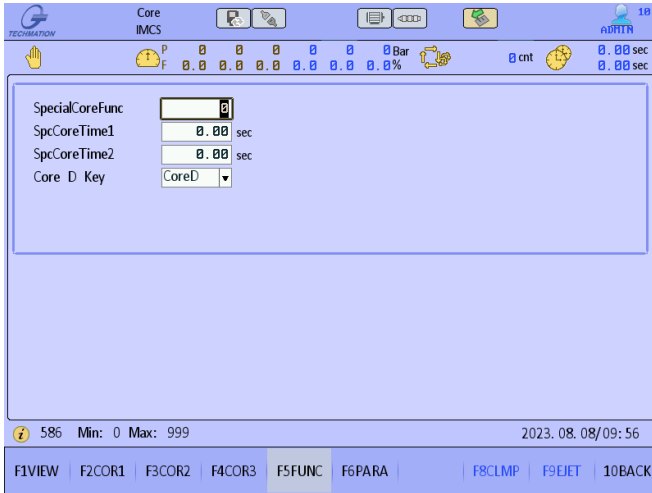 TECHMATION
Core
IMCS
10
ADMIN
P 0 0 0 0 0 0 Bar
F 0.0 0.0 0.0 0.0 0.0 0.0 %
0 cnt
0.00 sec
0.00 sec
SpecialCoreFunc 0
SpcCoreTime1 0.00 sec
SpcCoreTime2 0.00 sec
Core D Key CoreD
i 586 Min: 0 Max: 999 2023. 08. 08/09: 56
F1VIEW F2COR1 F3COR2 F4COR3 F5FUNC F6PARA F8CLMP F9EJET 10BACK